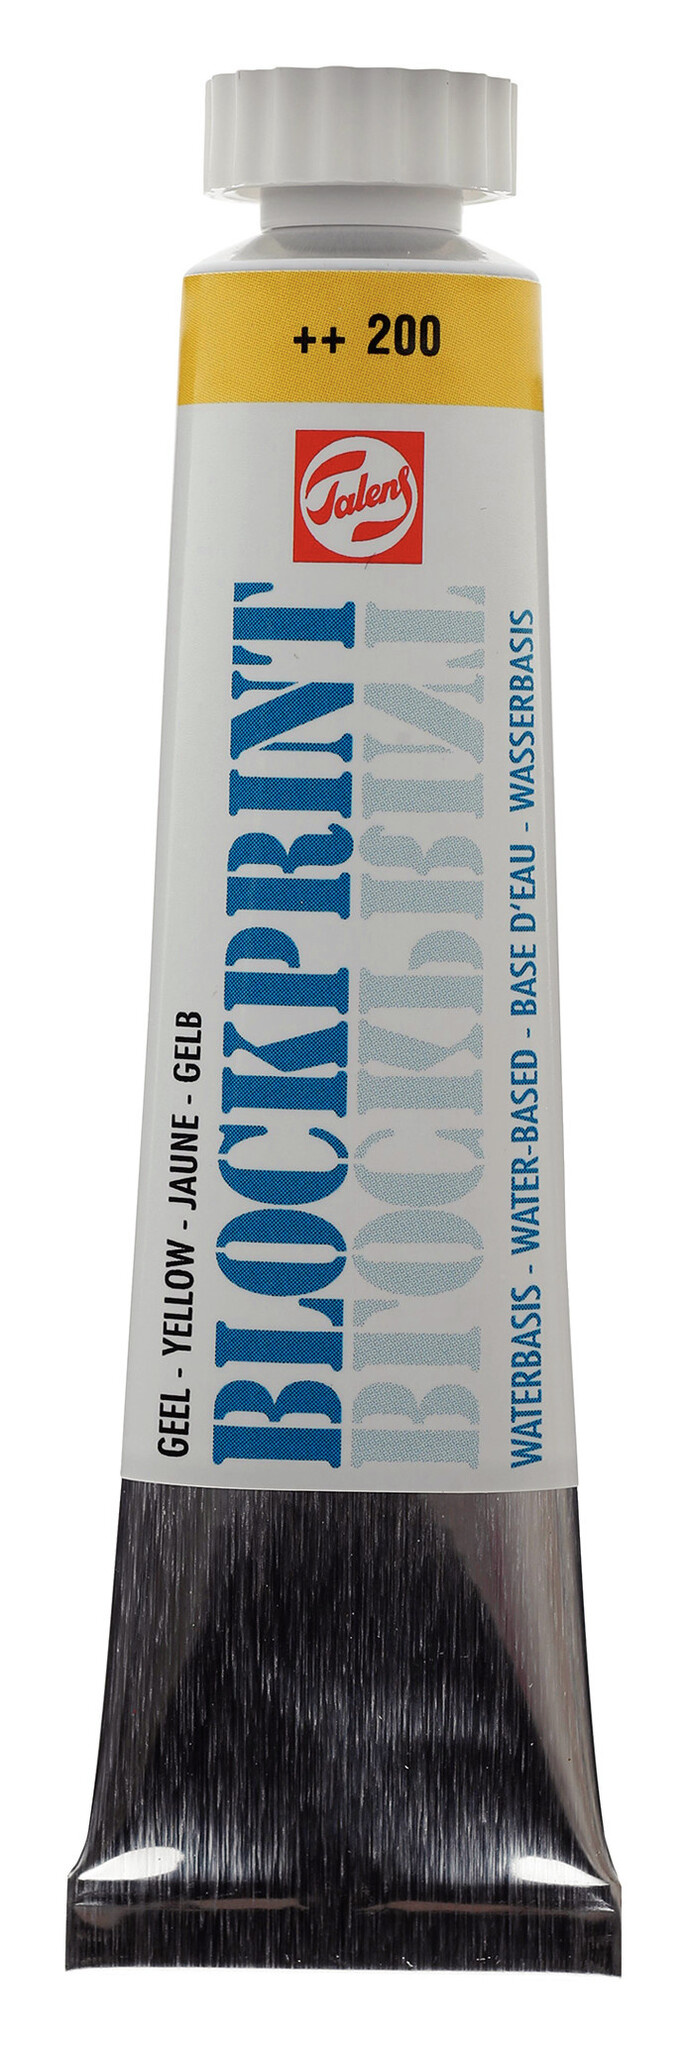 ++ 200
Talens
GEEL - YELLOW - JAUNE - GELB
BLOCKPRINT
BLOCKPRINT
WATERBASIS - WATER-BASED - BASE D'EAU - WASSERBASIS